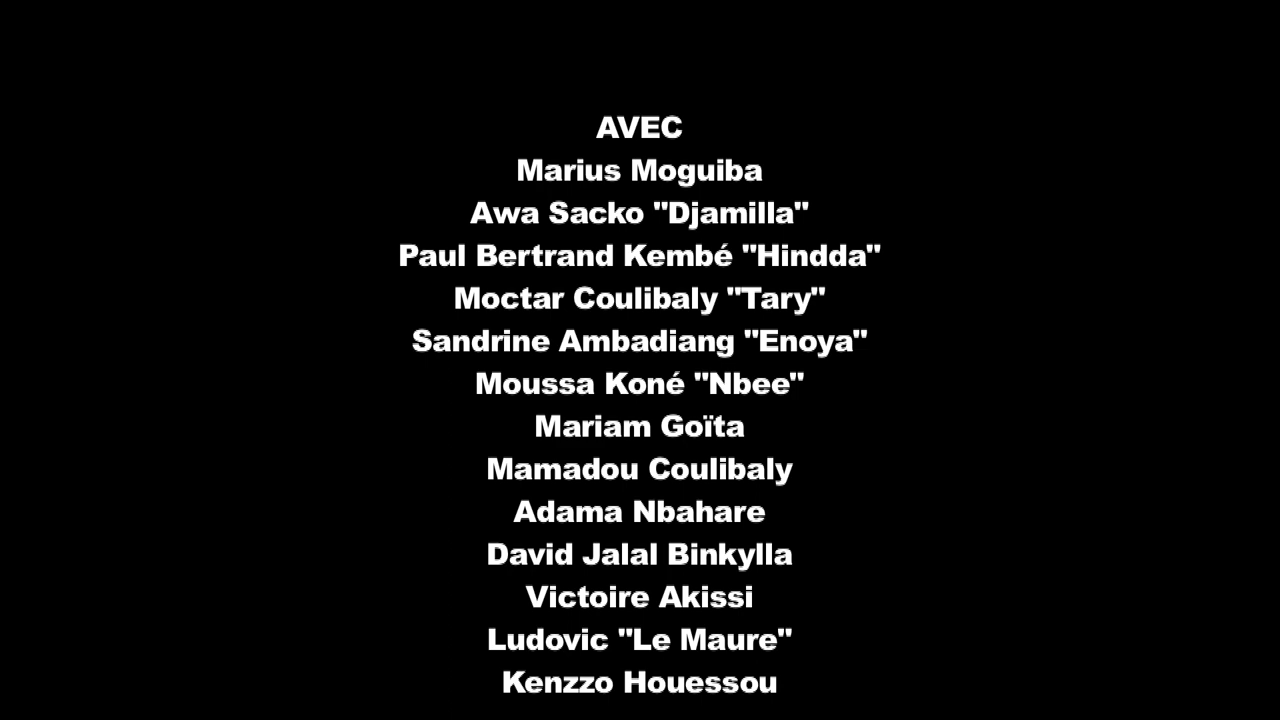 AVEC
Marius Moguiba
Awa Sacko "Djamilla"
Paul Bertrand Kembé "Hindda"
Moctar Coulibaly "Tary"
Sandrine Ambadiang "Enoya"
Moussa Koné "Nbee"
Mariam Goïta
Mamadou Coulibaly
Adama Nbahare
David Jalal Binkylla
Victoire Akissi
Ludovic "Le Maure"
Kenzzo Houessou